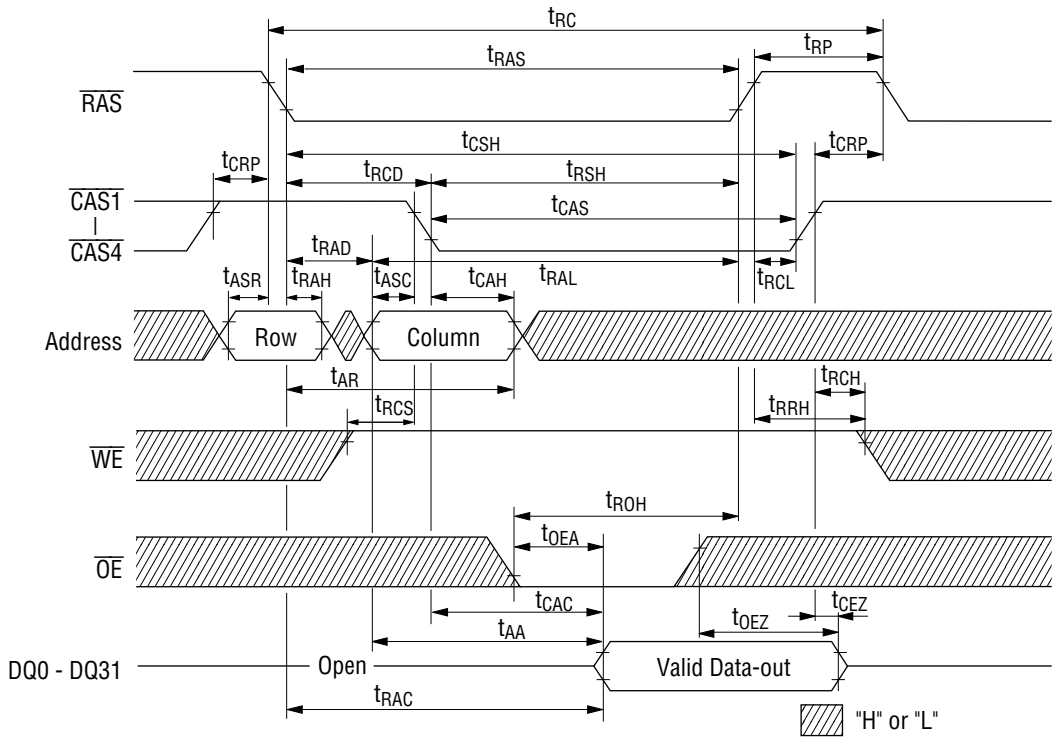 tRC
tRP
tRAS
RAS
tCSH
tCRP
tCRP
tRCD
tRSH
CAS1
tCAS
CAS4
tRAD
tRAL
tRCL
tASR
tRAH
tASC
tCAH
Address
Row
Column
tAR
tRCH
tRCS
tRRH
WE
tROH
tOEA
OE
tCAC
tCEZ
tOEZ
tAA
DQ0 - DQ31
Open
Valid Data-out
tRAC
"H" or "L"